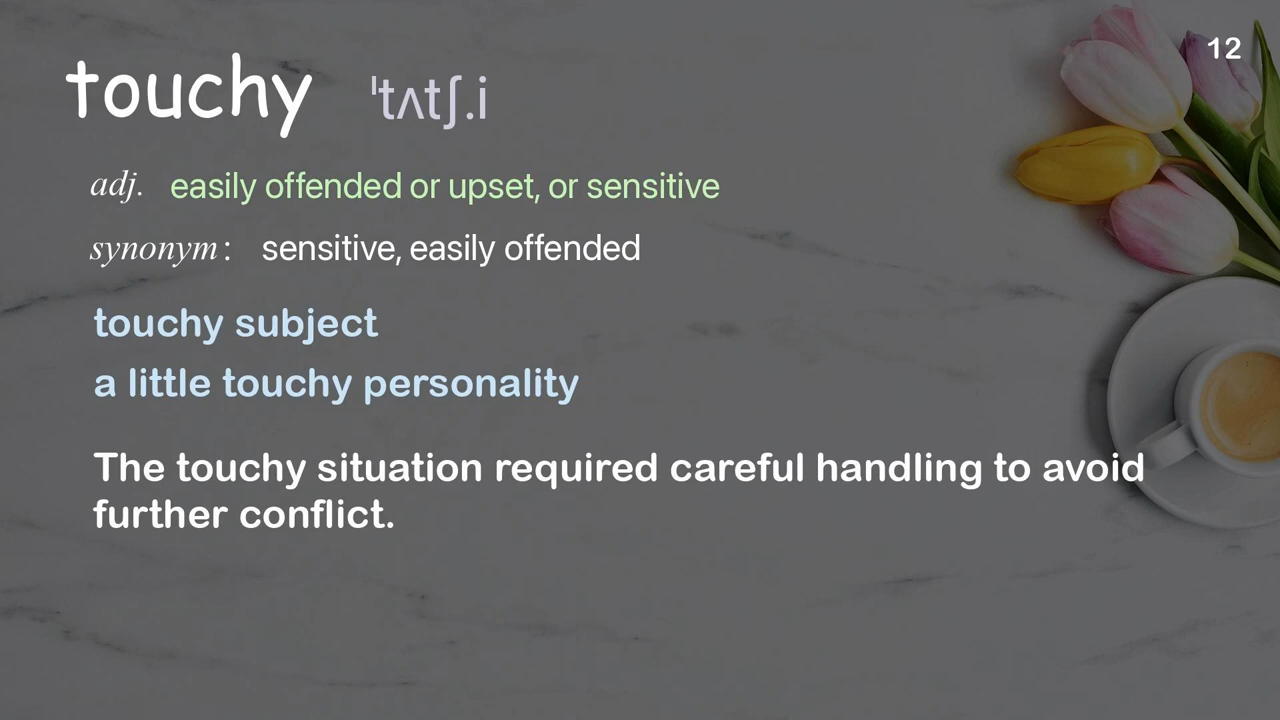 12
touchy ˈtʌtʃ.i
adj. easily offended or upset, or sensitive
synonym: sensitive, easily offended
touchy subject
a little touchy personality
The touchy situation required careful handling to avoid
further conflict.